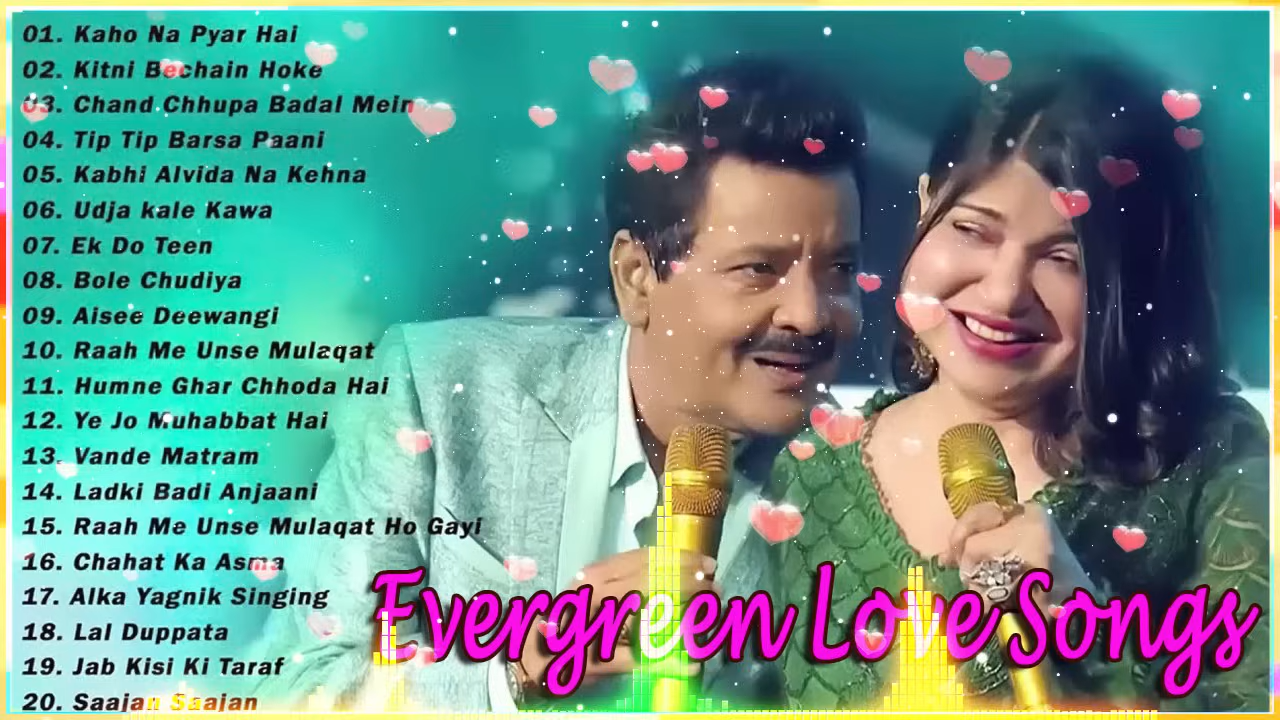 01. Kaho Na Pyar Hai
02. Kitni Bechain Hoke
03. Chand Chhupa Badal Mein
04. Tip Tip Barsa Paani
05. Kabhi Alvida Na Kehna
06. Udja kale Kawa
07. Ek Do Teen
08. Bole Chudiya
09. Aisee Deewangi
10. Raah Me Unse Mulaqat
11. Humne Ghar Chhoda Hai
12. Ye Jo Muhabbat Hai
13. Vande Matram
14. Ladki Badi Anjaani
15. Raah Me Unse Mulaqat Ho Gayi
16. Chahat Ka Asma
17. Alka Yagnik Singing
18. Lal Duppata
19. Jab Kisi Ki Taraf
20. Saajan Saajan
Evergreen Love Songs